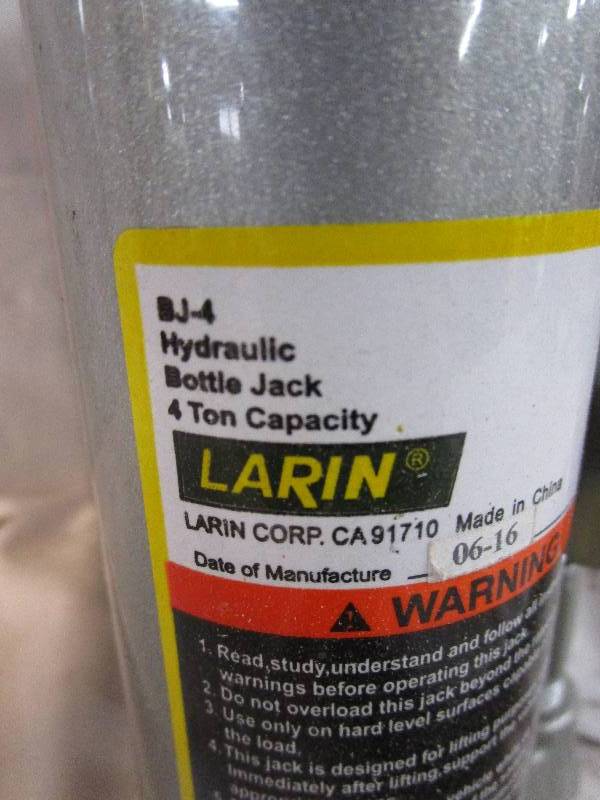 BJ-4
Hydraulic
Bottle Jack
4 Ton Capacity
LARIN®
LARIN CORP. CA 91710 Made in China
Date of Manufacture 06-16
WARNING
1. Read,study,understand and follow all
warnings before operating this jack.
2. Do not overload this jack beyond the
3. Use only on hard level surfaces
the load.
4. This jack is designed for lifting
Immediately after lifting,support the